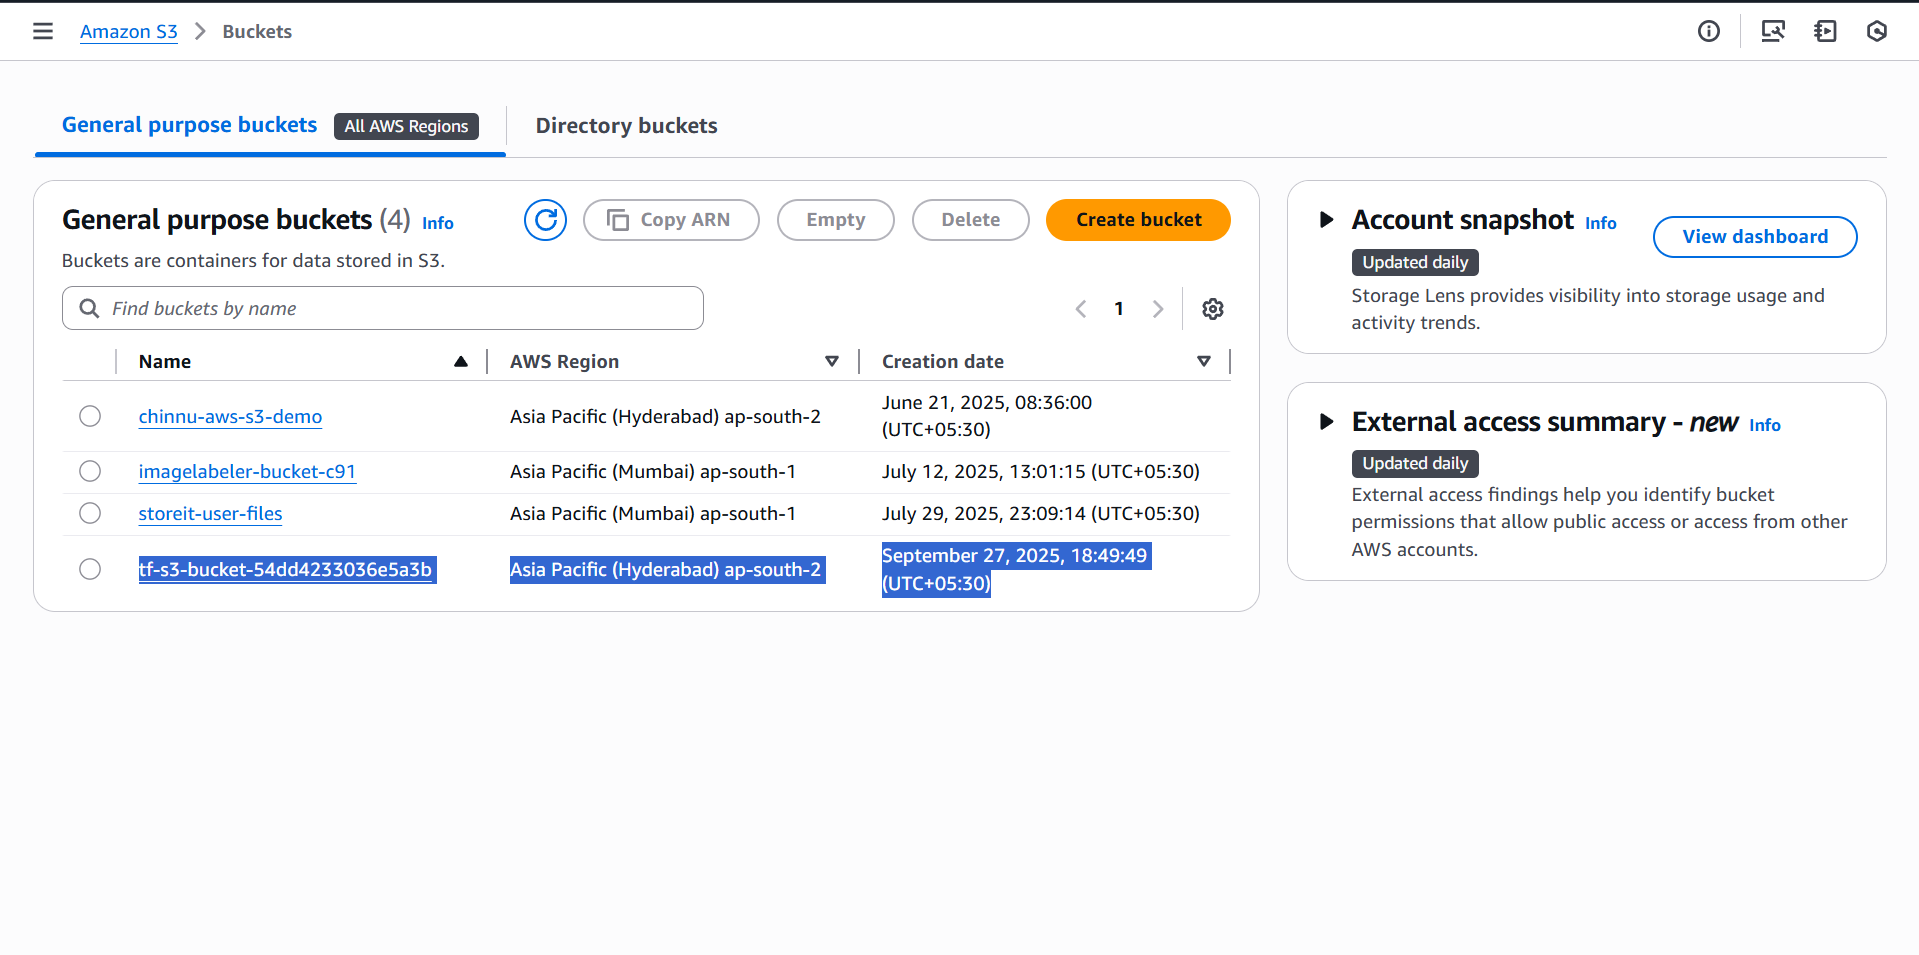 Amazon S3 > Buckets
General purpose buckets All AWS Regions Directory buckets
General purpose buckets (4) Info
Copy ARN Empty Delete Create bucket
Buckets are containers for data stored in S3.
Find buckets by name
1
Name AWS Region Creation date
chinnu-aws-s3-demo Asia Pacific (Hyderabad) ap-south-2 June 21, 2025, 08:36:00
(UTC+05:30)
imagelabeler-bucket-c91 Asia Pacific (Mumbai) ap-south-1 July 12, 2025, 13:01:15 (UTC+05:30)
storeit-user-files Asia Pacific (Mumbai) ap-south-1 July 29, 2025, 23:09:14 (UTC+05:30)
tf-s3-bucket-54dd4233036e5a3b Asia Pacific (Hyderabad) ap-south-2 September 27, 2025, 18:49:49
(UTC+05:30)
Account snapshot Info
View dashboard
Updated daily
Storage Lens provides visibility into storage usage and
activity trends.
External access summary - new Info
Updated daily
External access findings help you identify bucket
permissions that allow public access or access from other
AWS accounts.